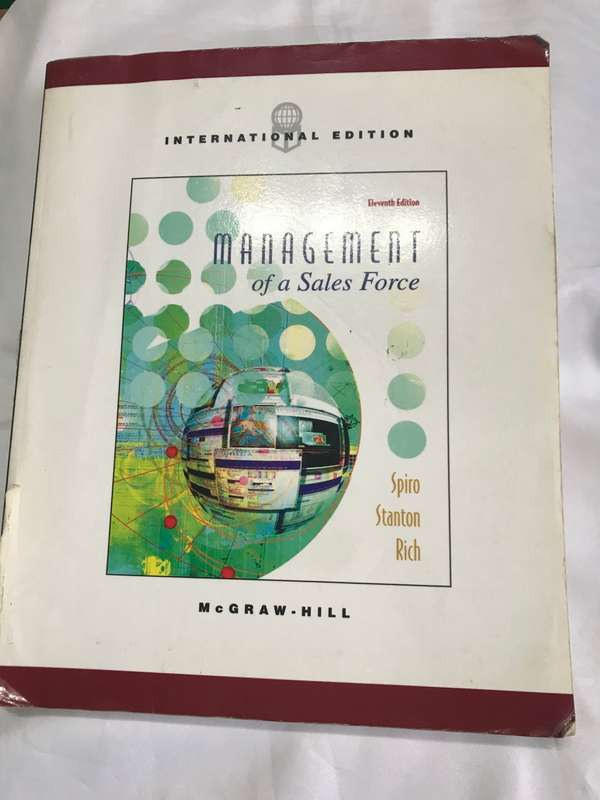 INTERNATIONAL EDITION
Eleventh Edition
MANAGEMENT
of a Sales Force
Spiro
Stanton
Rich
McGRAW-HILL